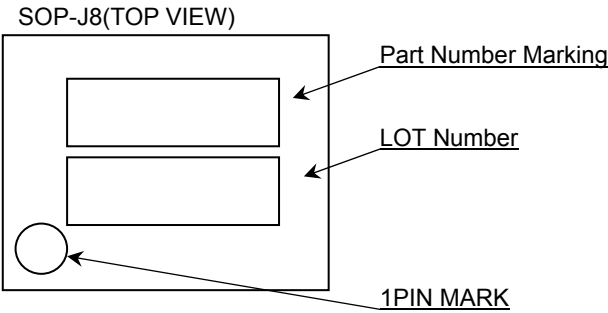 SOP-J8(TOP VIEW)
Part Number Marking
LOT Number
1PIN MARK